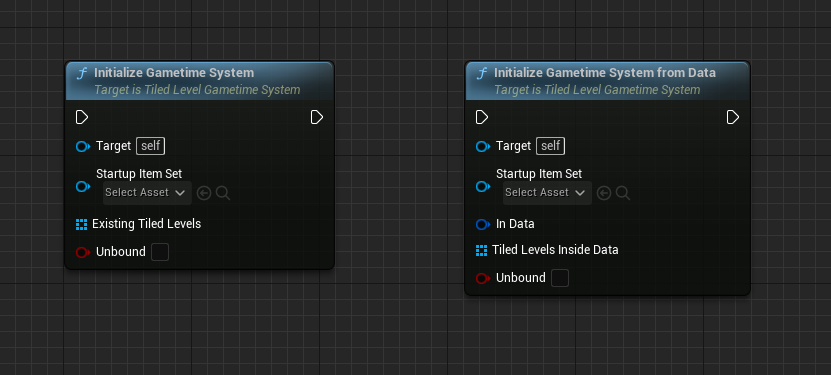 Initialize Gametime System
Target is Tiled Level Gametime System
Target self
Startup Item Set
Select Asset
Existing Tiled Levels
Unbound
Initialize Gametime System from Data
Target is Tiled Level Gametime System
Target self
Startup Item Set
Select Asset
In Data
Tiled Levels Inside Data
Unbound